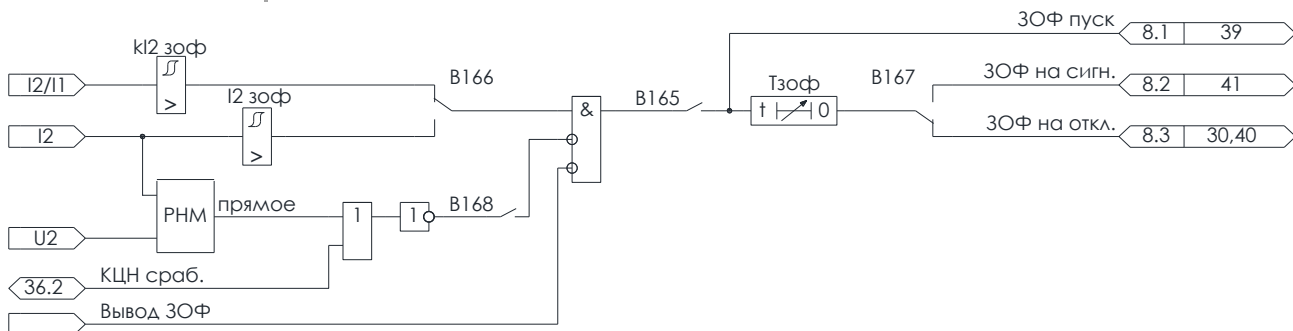 ЗОФ пуск
8.1
39
kI2 зоф
I2/I1
>
B166
I2 зоф
Tзоф
B167
ЗОФ на сигн.
8.2
41
I2
>
&
B165
t
0
ЗОФ на откл.
8.3
30,40
РНМ
прямое
1
1
B168
U2
36.2
КЦН сраб.
Вывод ЗОФ